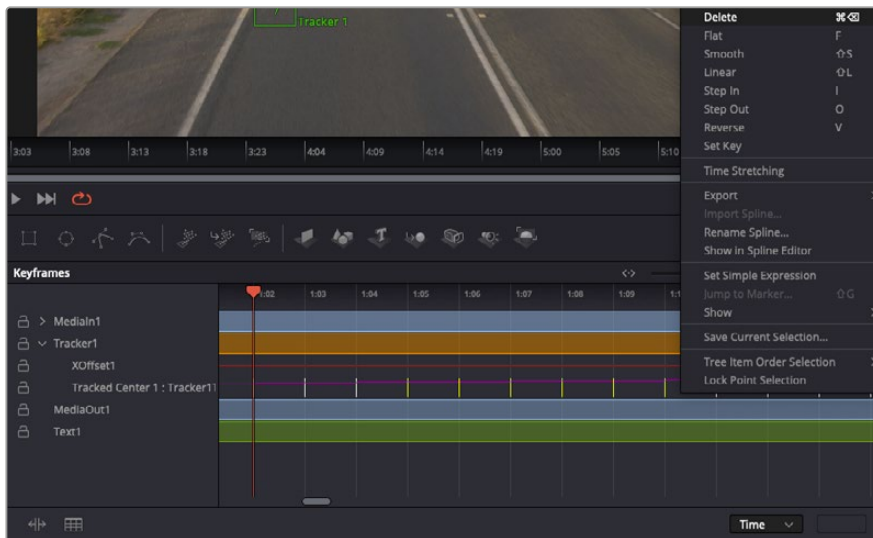 Tracker 1
Delete ⌘⌫
Flat F
Smooth ⇧S
Linear ⇧L
Step In I
Step Out O
Reverse V
Set Key
Time Stretching
Export
Import Spline...
Rename Spline...
Show in Spline Editor
Set Simple Expression
Jump to Marker... ⇧G
Show
Save Current Selection...
Tree Item Order Selection
Lock Point Selection
3:03 3:08 3:13 3:18 3:23 4:04 4:09 4:14 4:19 5:00 5:05 5:10
Keyframes
1:02 1:03 1:04 1:05 1:06 1:07 1:08 1:09
MediaIn1
Tracker1
XOffset1
Tracked Center 1 : Tracker1
MediaOut1
Text1
Time